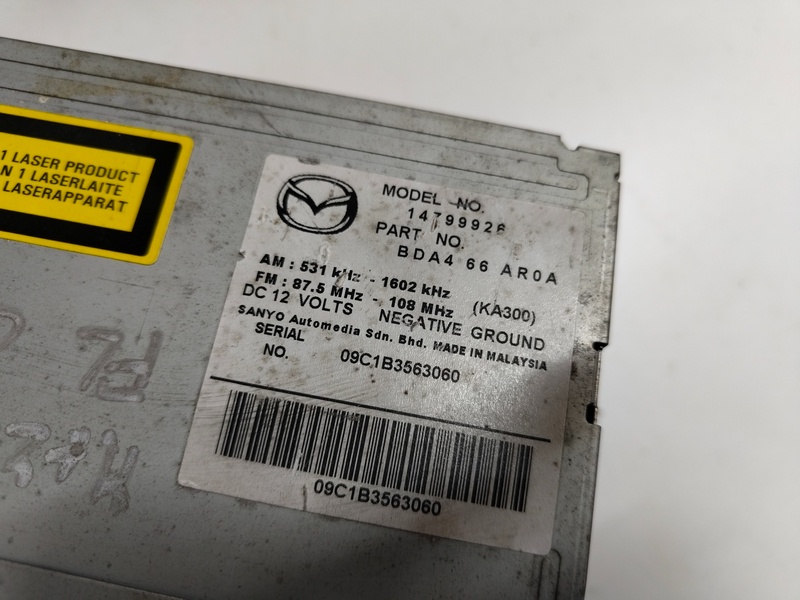 1 LASER PRODUCT
N 1 LASERLAITE
LASERAPPARAT
MODEL NO.
14799926
PART NO.
BDA4 66 AR0A
AM : 531 kHz - 1602 kHz
FM : 87.5 MHz - 108 MHz (KA300)
DC 12 VOLTS NEGATIVE GROUND
SANYO Automedia Sdn. Bhd. MADE IN MALAYSIA
SERIAL
NO. 09C1B3563060
09C1B3563060